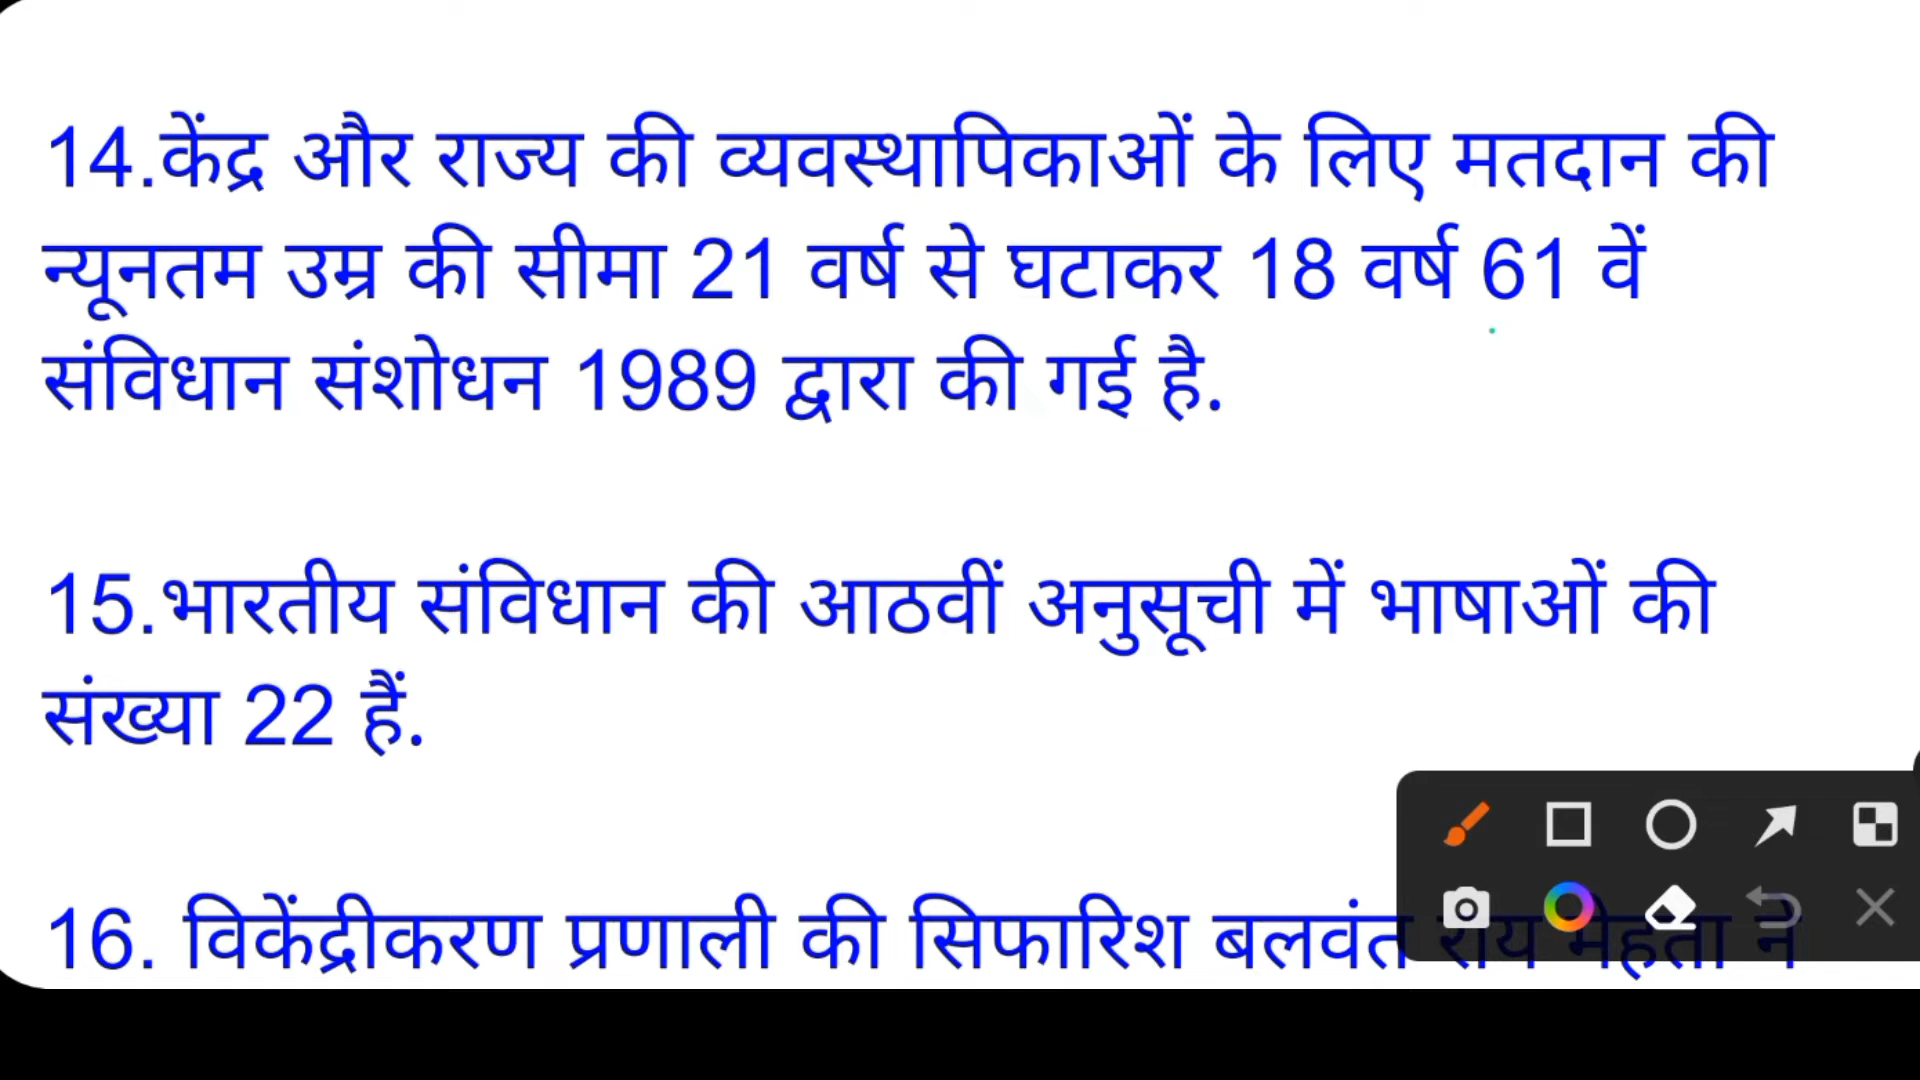 14.केंद्र और राज्य की व्यवस्थापिकाओं के लिए मतदान की
न्यूनतम उम्र की सीमा 21 वर्ष से घटाकर 18 वर्ष 61 वें
संविधान संशोधन 1989 द्वारा की गई है.
15.भारतीय संविधान की आठवीं अनुसूची में भाषाओं की
संख्या 22 हैं.
16. विकेंद्रीकरण प्रणाली की सिफारिश बलवंत राय मेहता ने